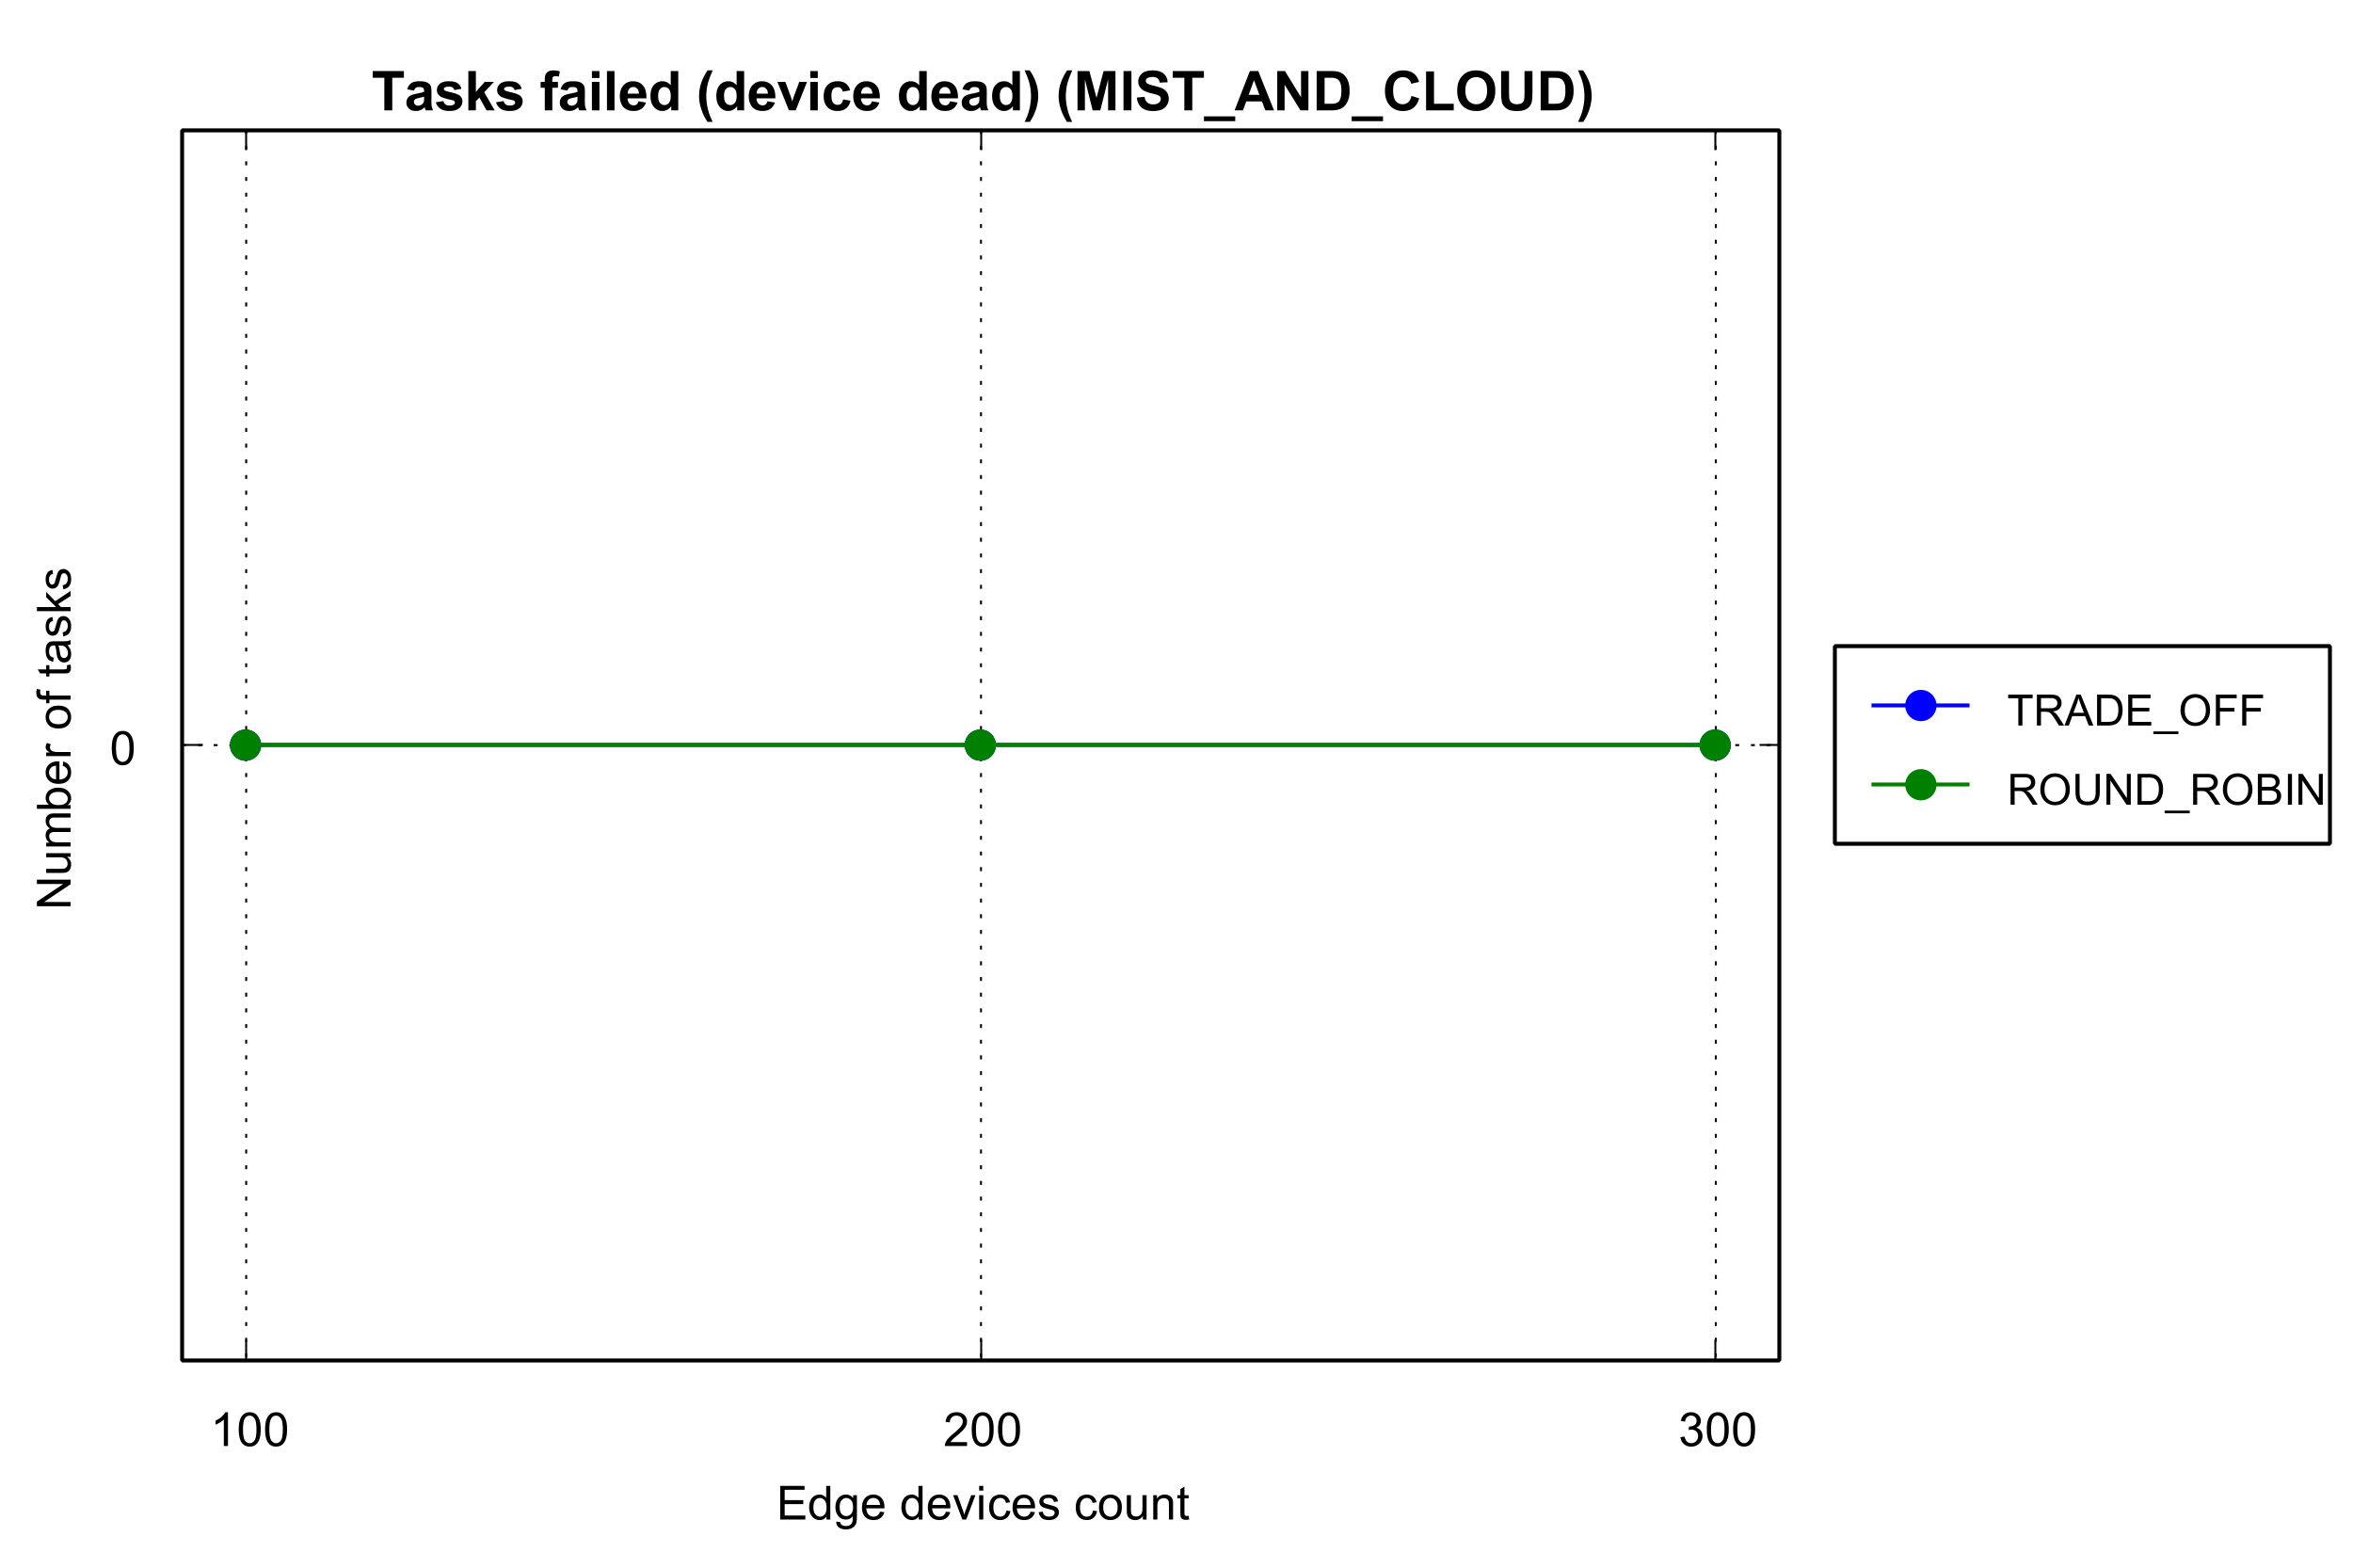 Tasks failed (device dead) (MIST_AND_CLOUD)
Number of tasks
0
TRADE_OFF
ROUND_ROBIN
100 200 300
Edge devices count